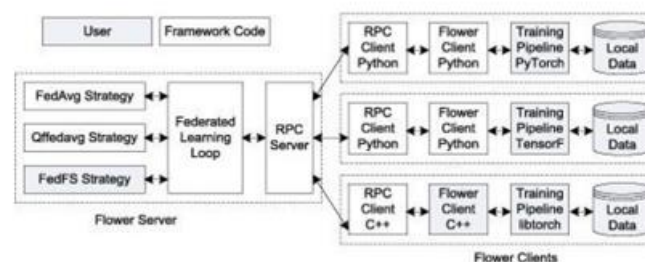 User
Framework Code
FedAvg Strategy
Qffedavg Strategy
FedFS Strategy
Federated
Learning
Loop
RPC
Server
Flower Server
RPC
Client
Python
Flower
Client
Python
Training
Pipeline
PyTorch
Local
Data
RPC
Client
Python
Flower
Client
Python
Training
Pipeline
TensorF
Local
Data
RPC
Client
C++
Flower
Client
C++
Training
Pipeline
libtorch
Local
Data
Flower Clients